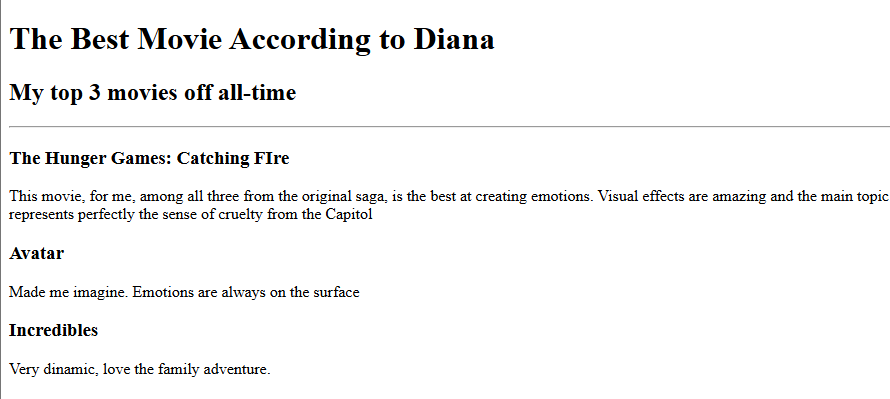 The Best Movie According to Diana
My top 3 movies off all-time
The Hunger Games: Catching FIre
This movie, for me, among all three from the original saga, is the best at creating emotions. Visual effects are amazing and the main topic
represents perfectly the sense of cruelty from the Capitol
Avatar
Made me imagine. Emotions are always on the surface
Incredibles
Very dinamic, love the family adventure.